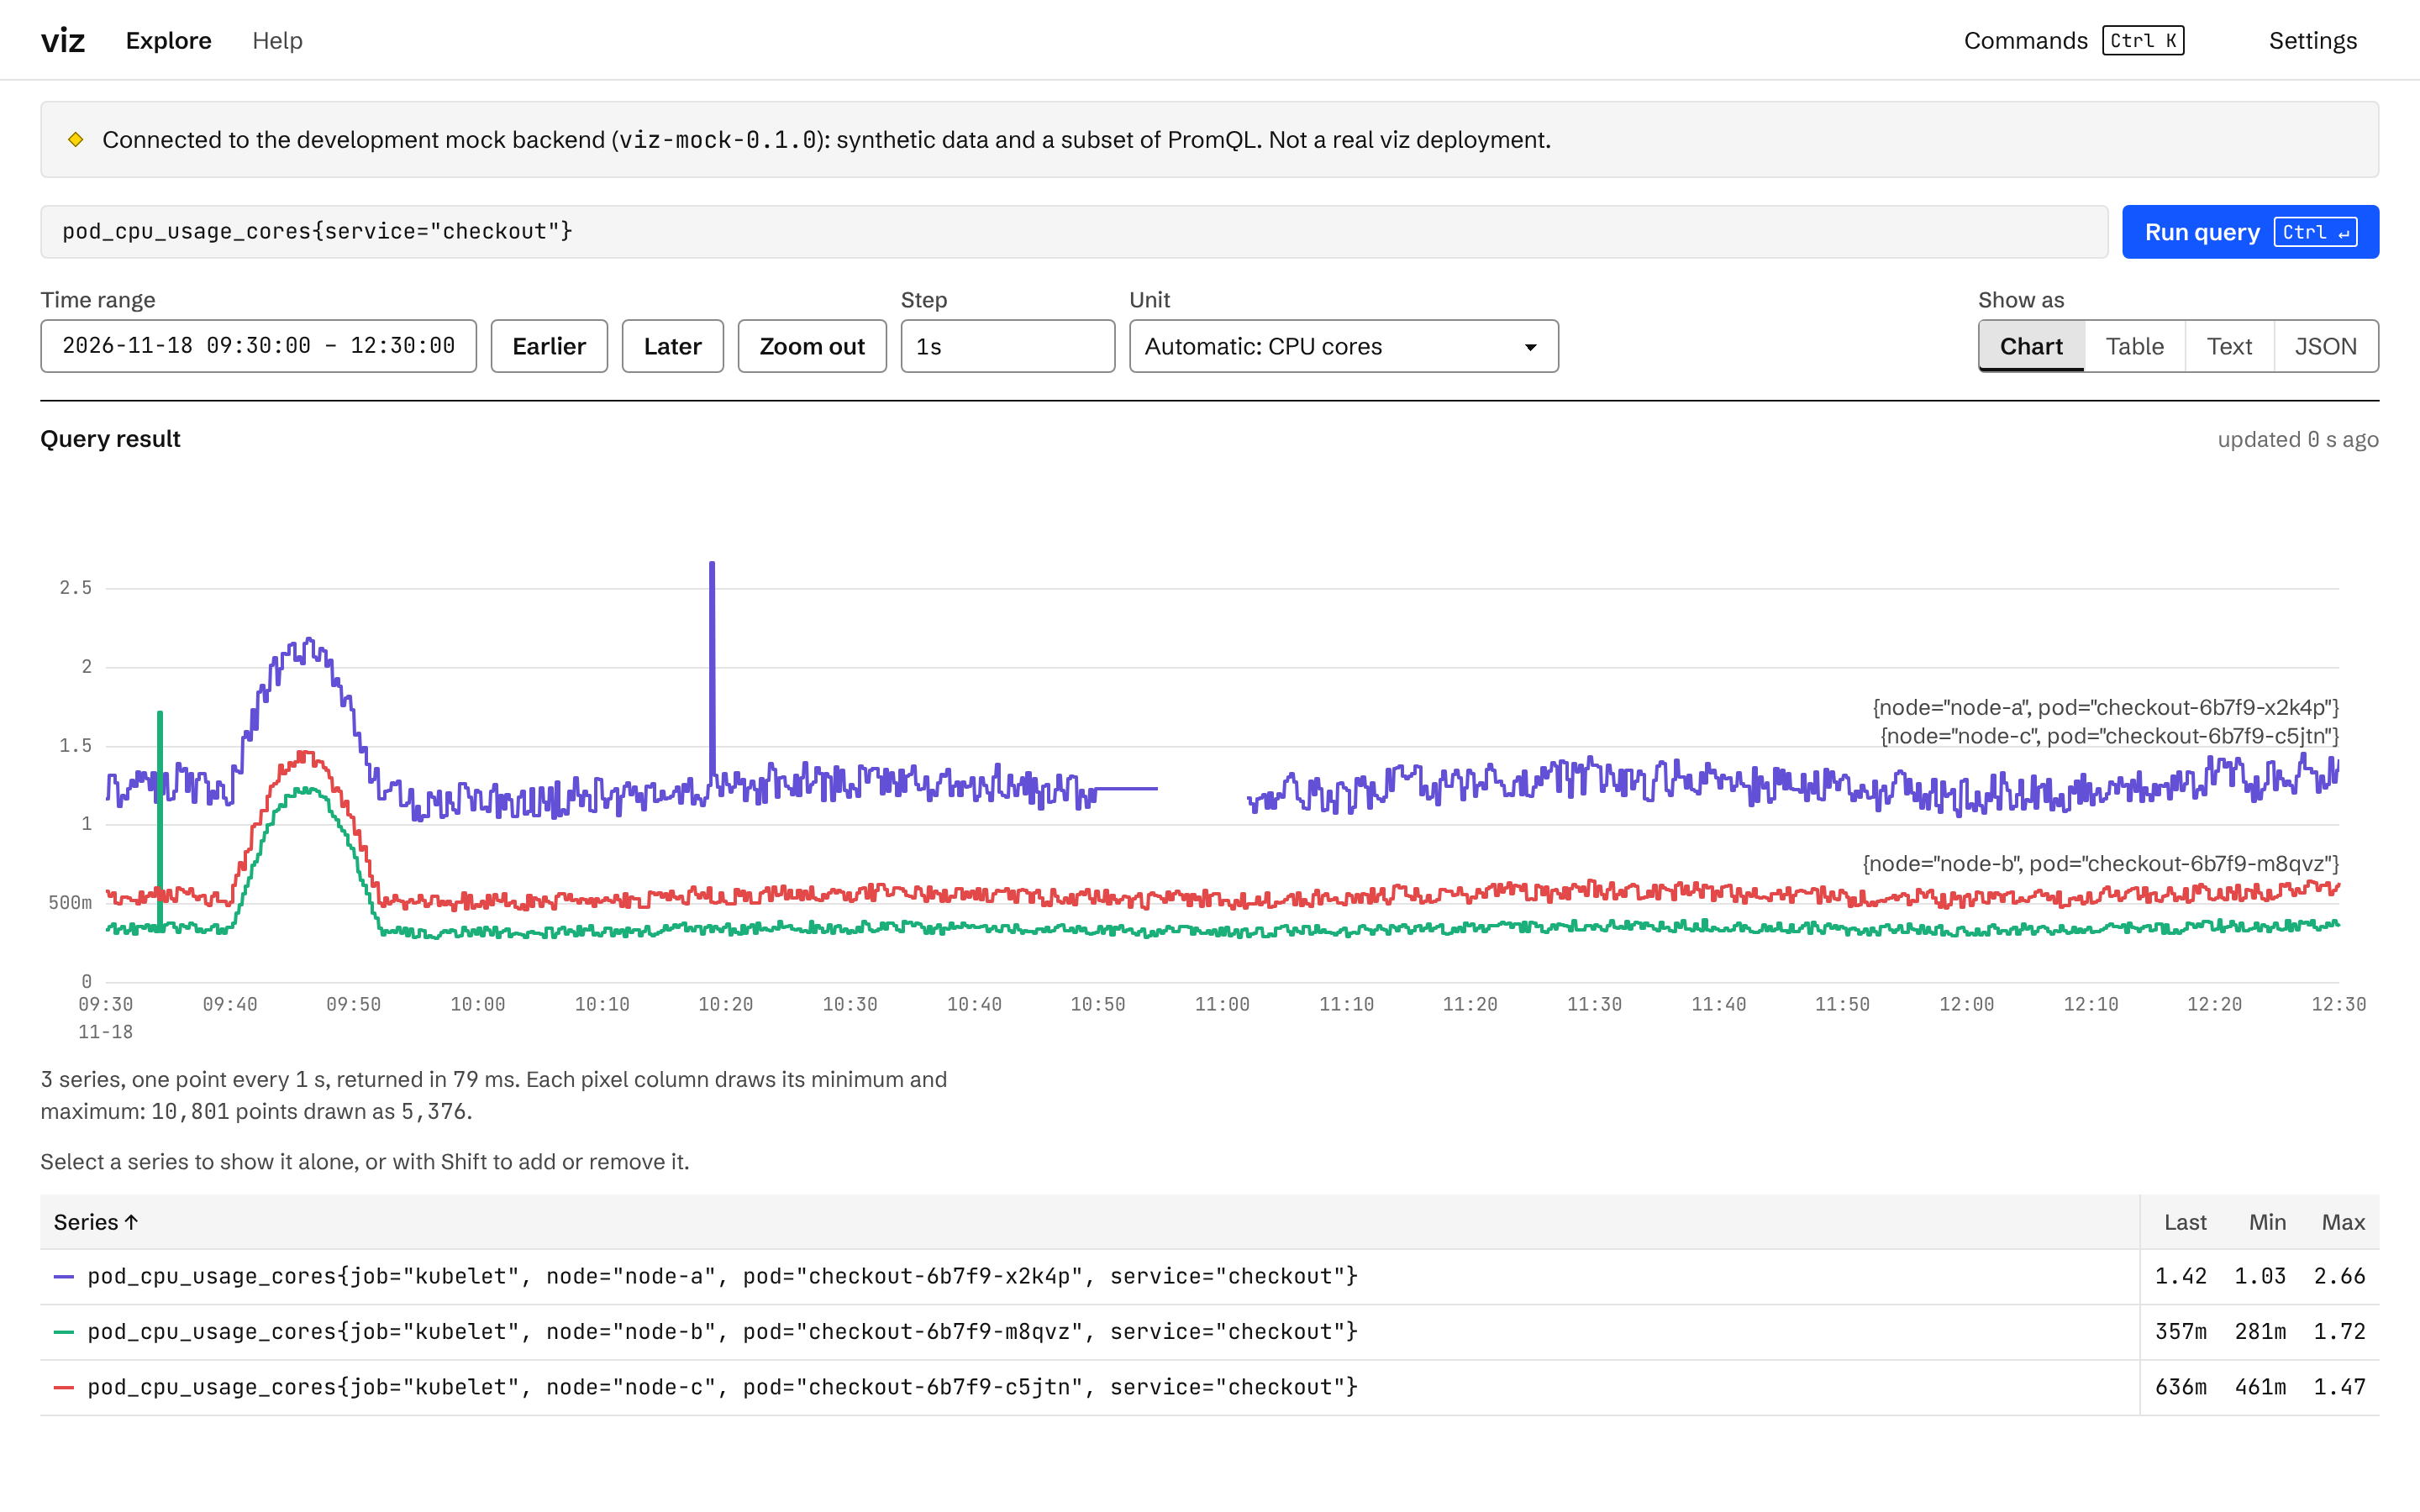 viz Explore Help Commands Ctrl K Settings
Connected to the development mock backend (viz-mock-0.1.0): synthetic data and a subset of PromQL. Not a real viz deployment.
pod_cpu_usage_cores{service="checkout"} Run query Ctrl ↵
Time range Step Unit Show as
2026-11-18 09:30:00 – 12:30:00 Earlier Later Zoom out 1s Automatic: CPU cores Chart Table Text JSON
Query result updated 0 s ago
2.5
2
{node="node-a", pod="checkout-6b7f9-x2k4p"}
1.5 {node="node-c", pod="checkout-6b7f9-c5jtn"}
1
{node="node-b", pod="checkout-6b7f9-m8qvz"}
500m
0
09:30 09:40 09:50 10:00 10:10 10:20 10:30 10:40 10:50 11:00 11:10 11:20 11:30 11:40 11:50 12:00 12:10 12:20 12:30
11-18
3 series, one point every 1 s, returned in 79 ms. Each pixel column draws its minimum and
maximum: 10,801 points drawn as 5,376.
Select a series to show it alone, or with Shift to add or remove it.
Series ↑ Last Min Max
pod_cpu_usage_cores{job="kubelet", node="node-a", pod="checkout-6b7f9-x2k4p", service="checkout"} 1.42 1.03 2.66
pod_cpu_usage_cores{job="kubelet", node="node-b", pod="checkout-6b7f9-m8qvz", service="checkout"} 357m 281m 1.72
pod_cpu_usage_cores{job="kubelet", node="node-c", pod="checkout-6b7f9-c5jtn", service="checkout"} 636m 461m 1.47